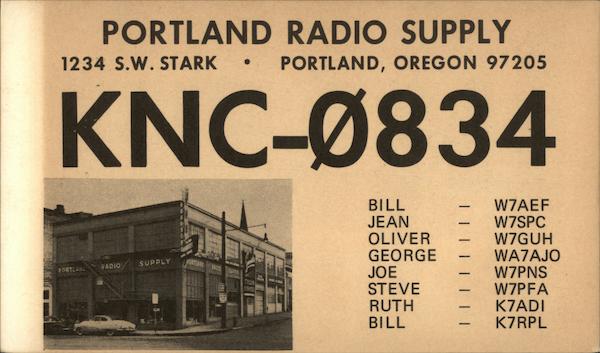 PORTLAND RADIO SUPPLY
1234 S.W. STARK • PORTLAND, OREGON 97205
KNC-Ø834
PORTLAND RADIO SUPPLY
BILL — W7AEF
JEAN — W7SPC
OLIVER — W7GUH
GEORGE — WA7AJO
JOE — W7PNS
STEVE — W7PFA
RUTH — K7ADI
BILL — K7RPL